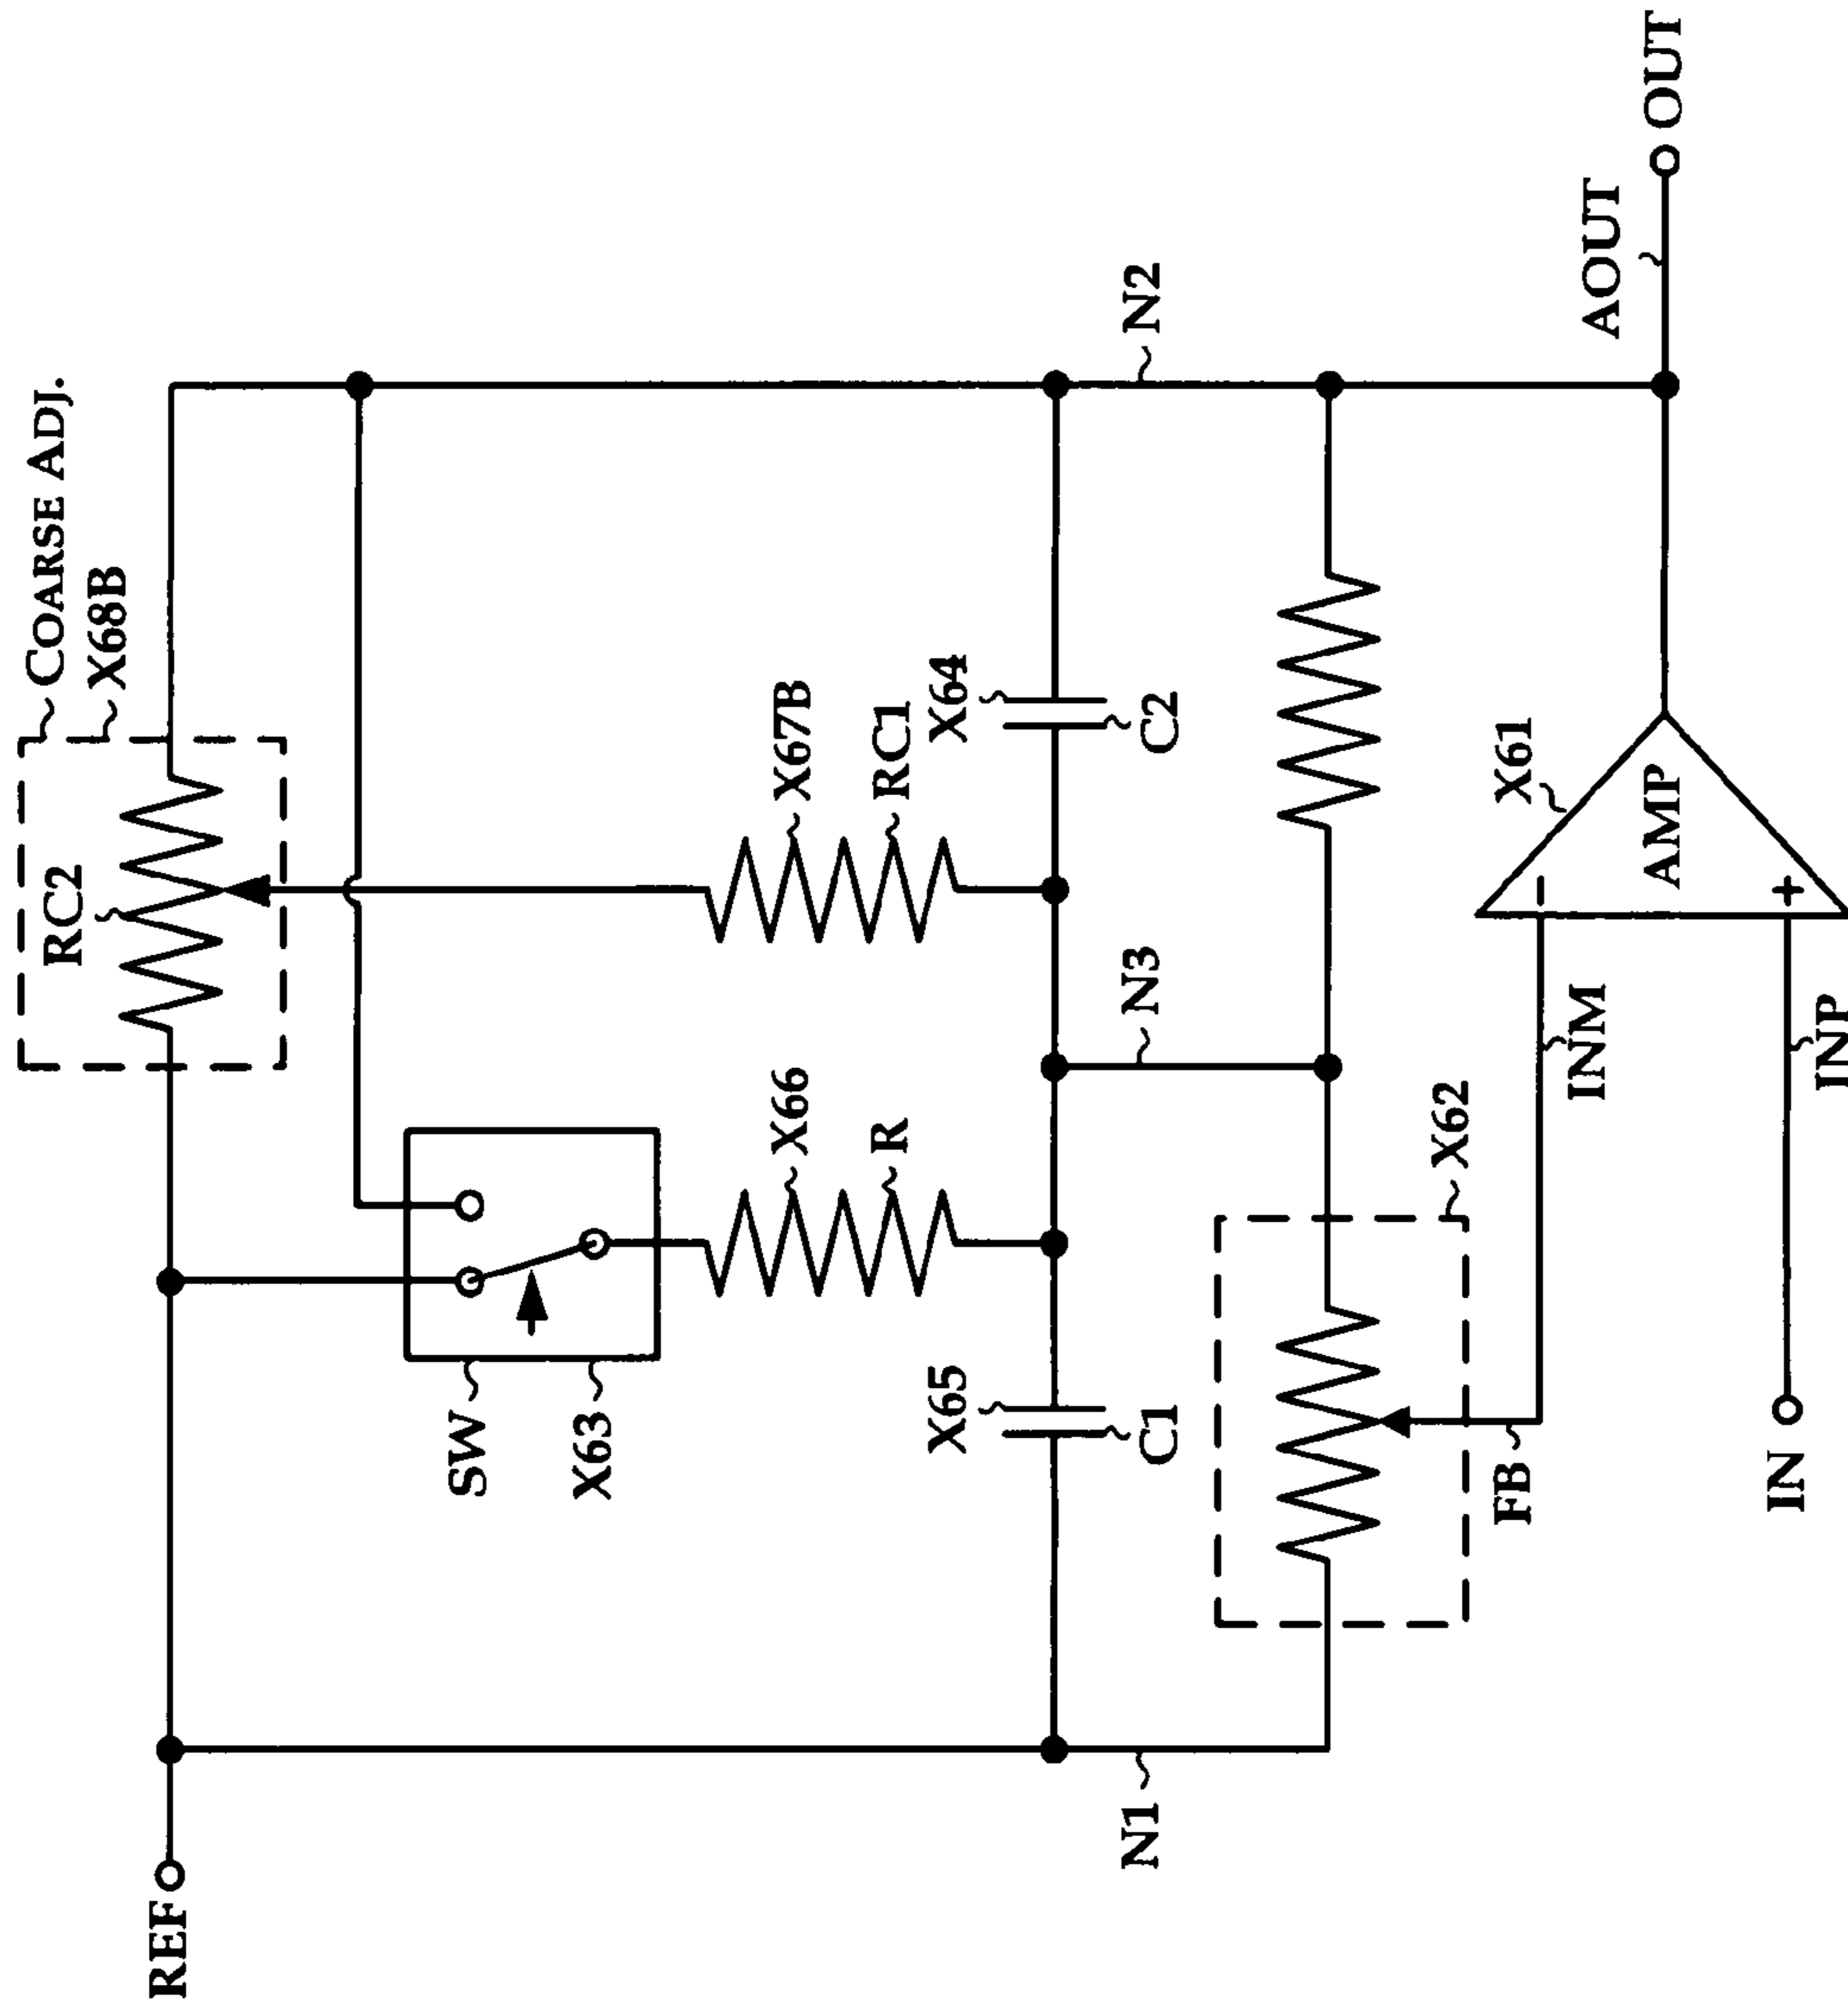 COARSE ADJ.
X68B
RC2
REF
SW
X63
X66
R
X67B
RC1
X65
C1
X64
C2
N1
N3
N2
X62
FB
X61
AMP
−
+
INM
INP
IN
AOUT
OUT